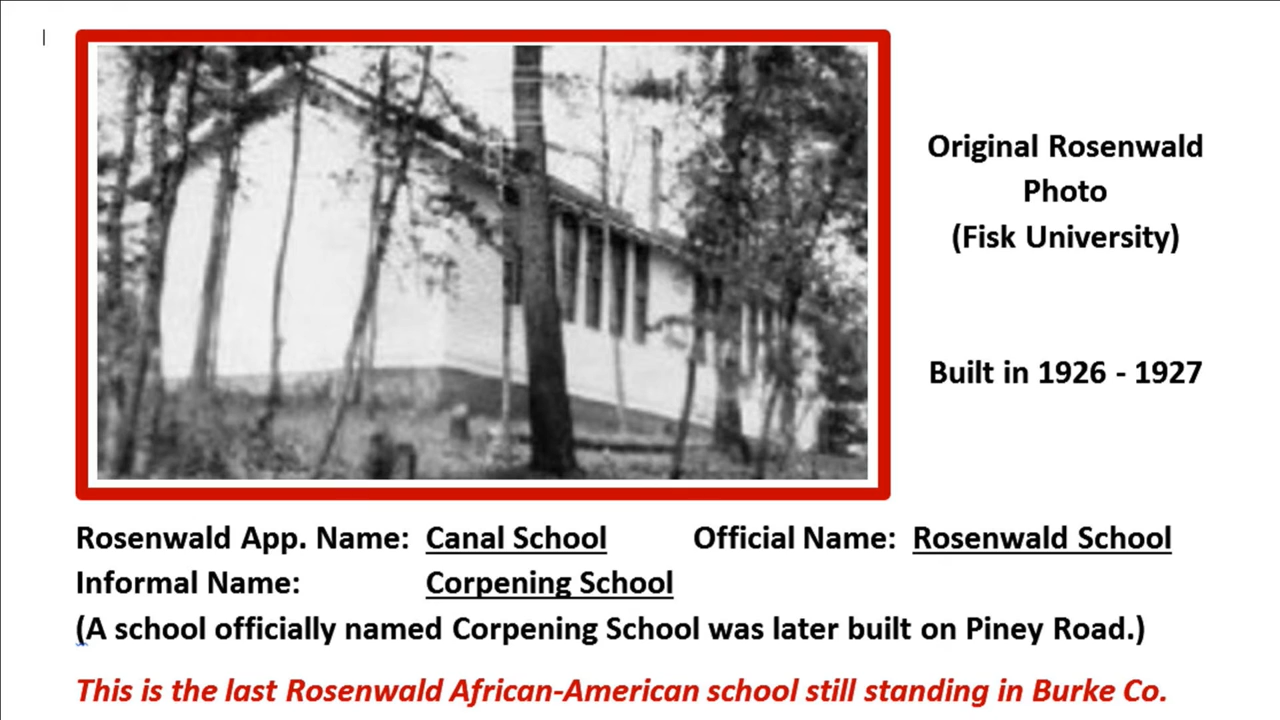 Original Rosenwald
Photo
(Fisk University)
Built in 1926 - 1927
Rosenwald App. Name: Canal School Official Name: Rosenwald School
Informal Name: Corpening School
(A school officially named Corpening School was later built on Piney Road.)
This is the last Rosenwald African-American school still standing in Burke Co.